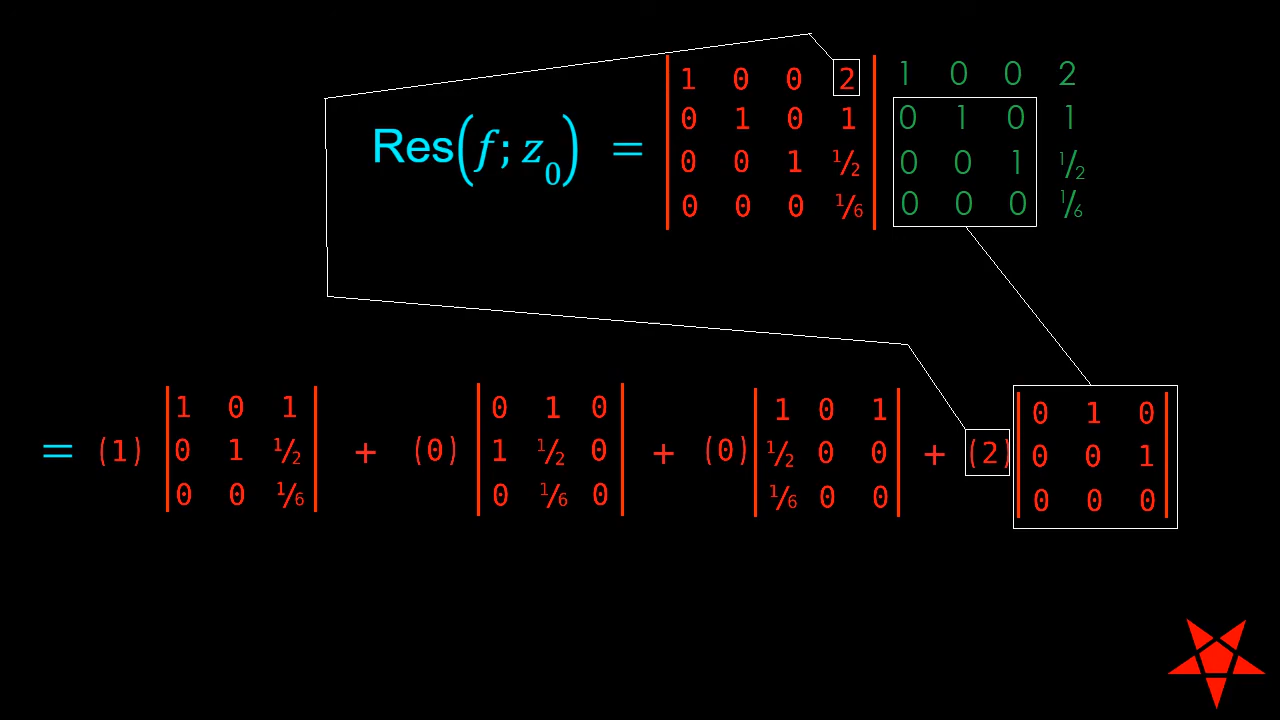 1 0 0 2 1 0 0 2
0 1 0 1 0 1 0 1
Res(f; z₀) =
0 0 1 ½ 0 0 1 ½
0 0 0 ⅙ 0 0 0 ⅙
1 0 1 0 1 0 1 0 1 0 1 0
= (1) 0 1 ½ + (0) 1 ½ 0 + (0) ½ 0 0 + (2) 0 0 1
0 0 ⅙ 0 ⅙ 0 ⅙ 0 0 0 0 0